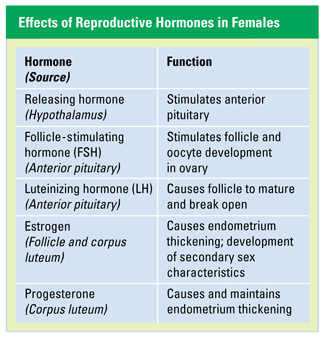 Effects of Reproductive Hormones in Females
Hormone
(Source)
Function
Releasing hormone
(Hypothalamus)
Stimulates anterior
pituitary
Follicle-stimulating
hormone (FSH)
(Anterior pituitary)
Stimulates follicle and
oocyte development
in ovary
Luteinizing hormone (LH)
(Anterior pituitary)
Causes follicle to mature
and break open
Estrogen
(Follicle and corpus
luteum)
Causes endometrium
thickening; development
of secondary sex
characteristics
Progesterone
(Corpus luteum)
Causes and maintains
endometrium thickening